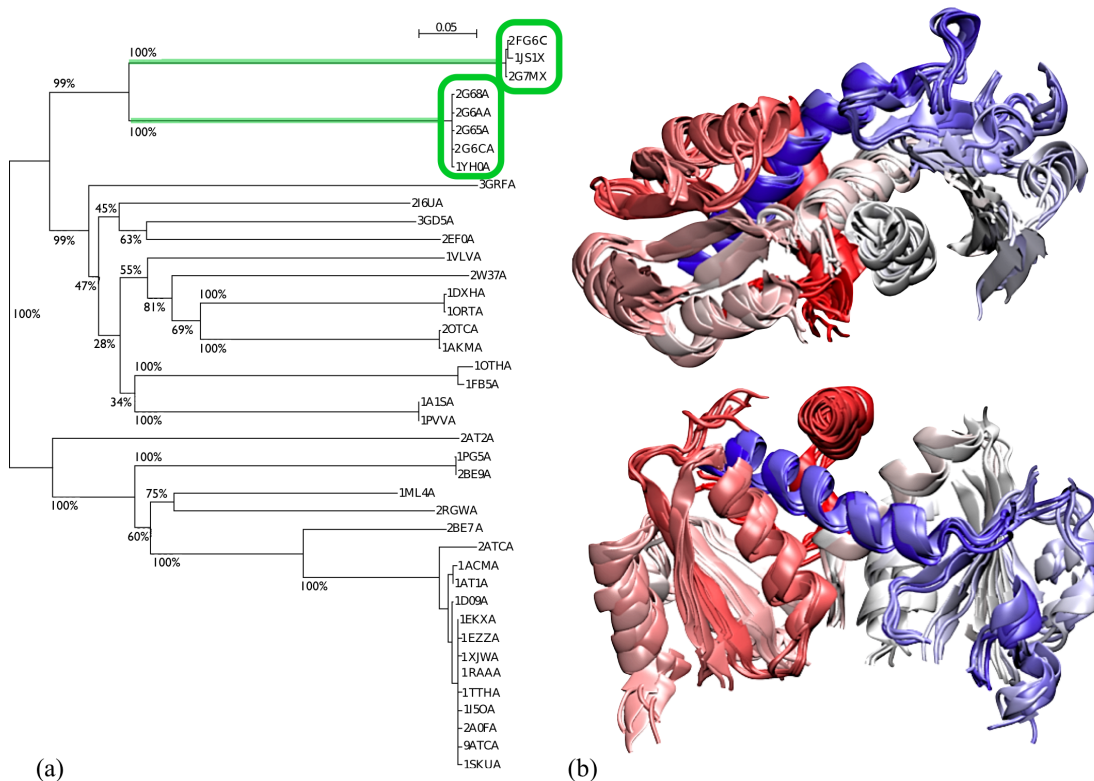 0.05
100%
2FG6C
1JS1X
2G7MX
99%
2G68A
2G6AA
2G65A
2G6CA
1YH0A
100%
3GRFA
45%
2I6UA
3GD5A
99%
63%
2EF0A
1VLVA
55%
2W37A
47%
100%
1DXHA
81%
1ORTA
100%
69%
2OTCA
28%
100%
1AKMA
100%
1OTHA
1FB5A
34%
1A1SA
100%
1PVVA
2AT2A
100%
1PG5A
2BE9A
100%
75%
1ML4A
2RGWA
60%
2BE7A
100%
2ATCA
100%
1ACMA
1AT1A
1D09A
1EKXA
1EZZA
1XJWA
1RAAA
1TTHA
1I5OA
2A0FA
9ATCA
1SKUA
(a)
(b)